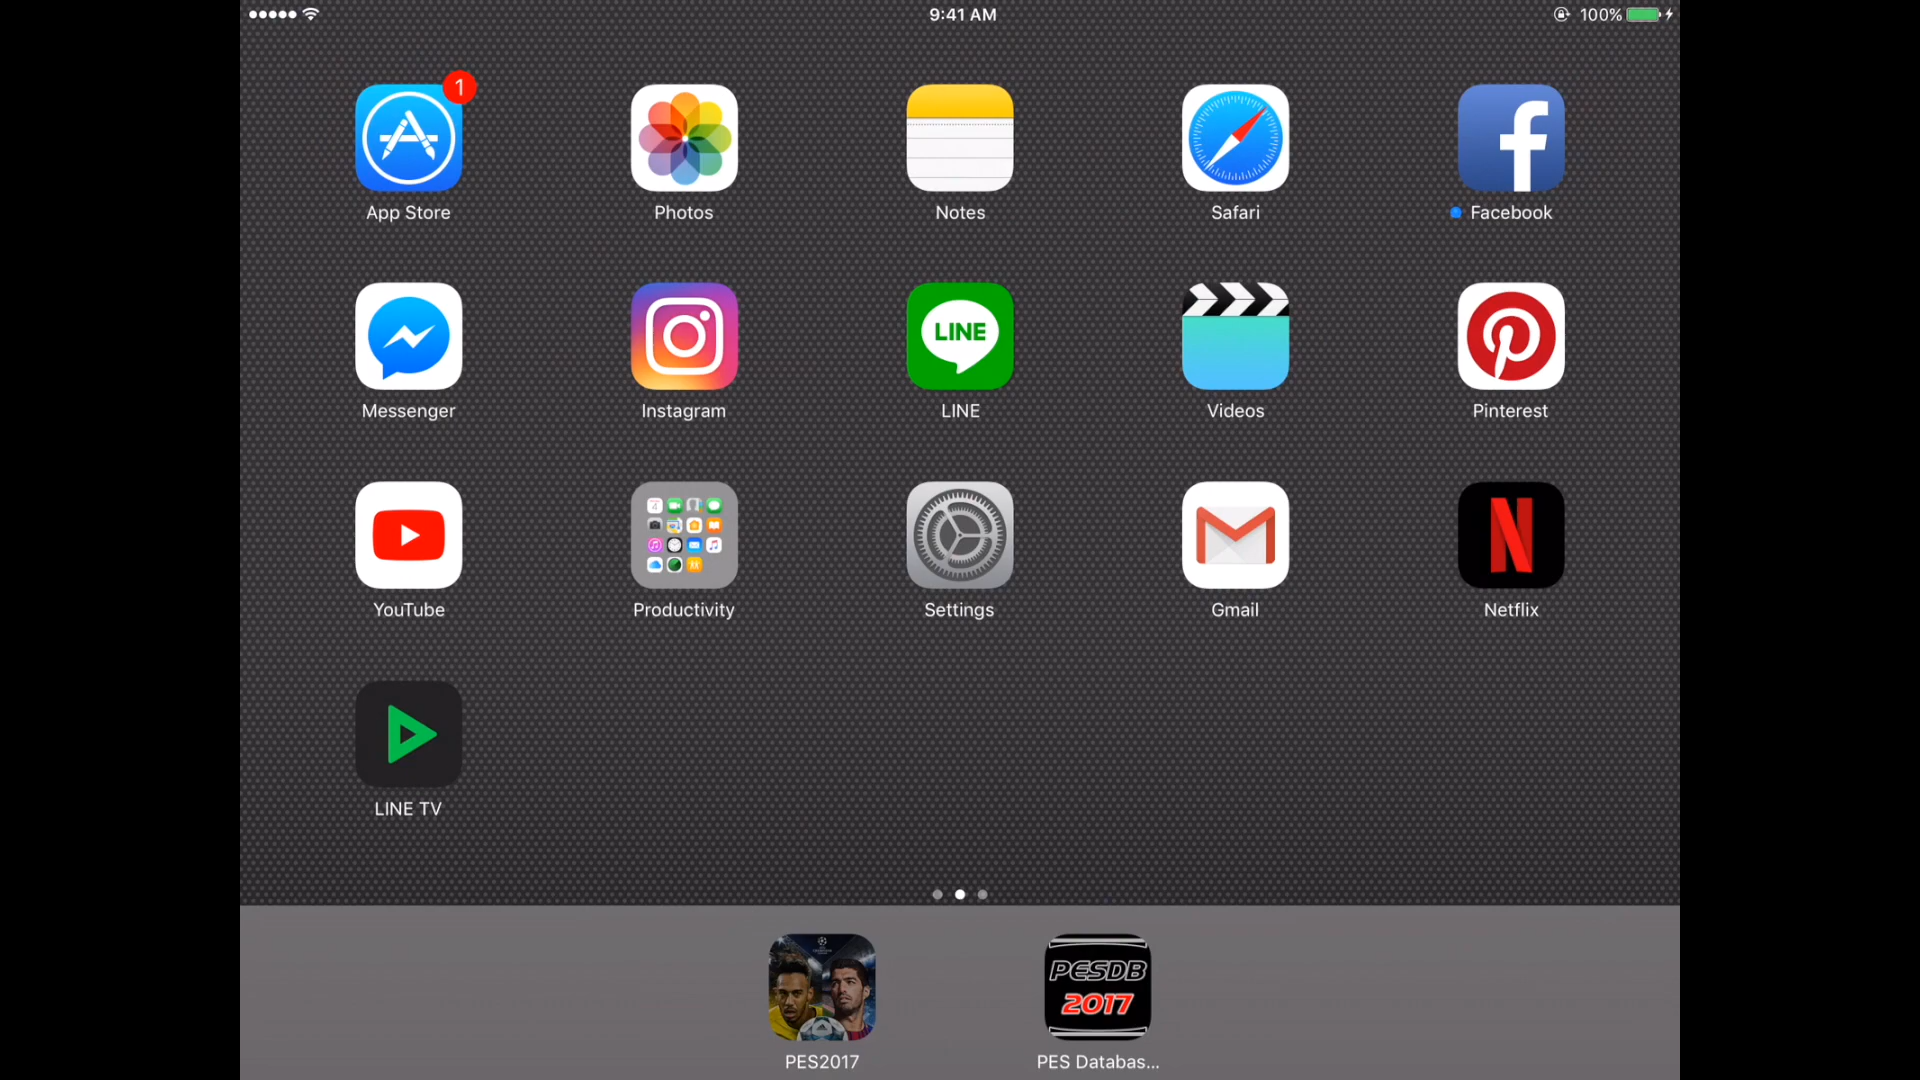 9:41 AM
100%
1
App Store
Photos
Notes
Safari
Facebook
Messenger
Instagram
LINE
LINE
Videos
Pinterest
4
YouTube
Productivity
Settings
Gmail
Netflix
LINE TV
PESDB
2017
PES2017
PES Databas...